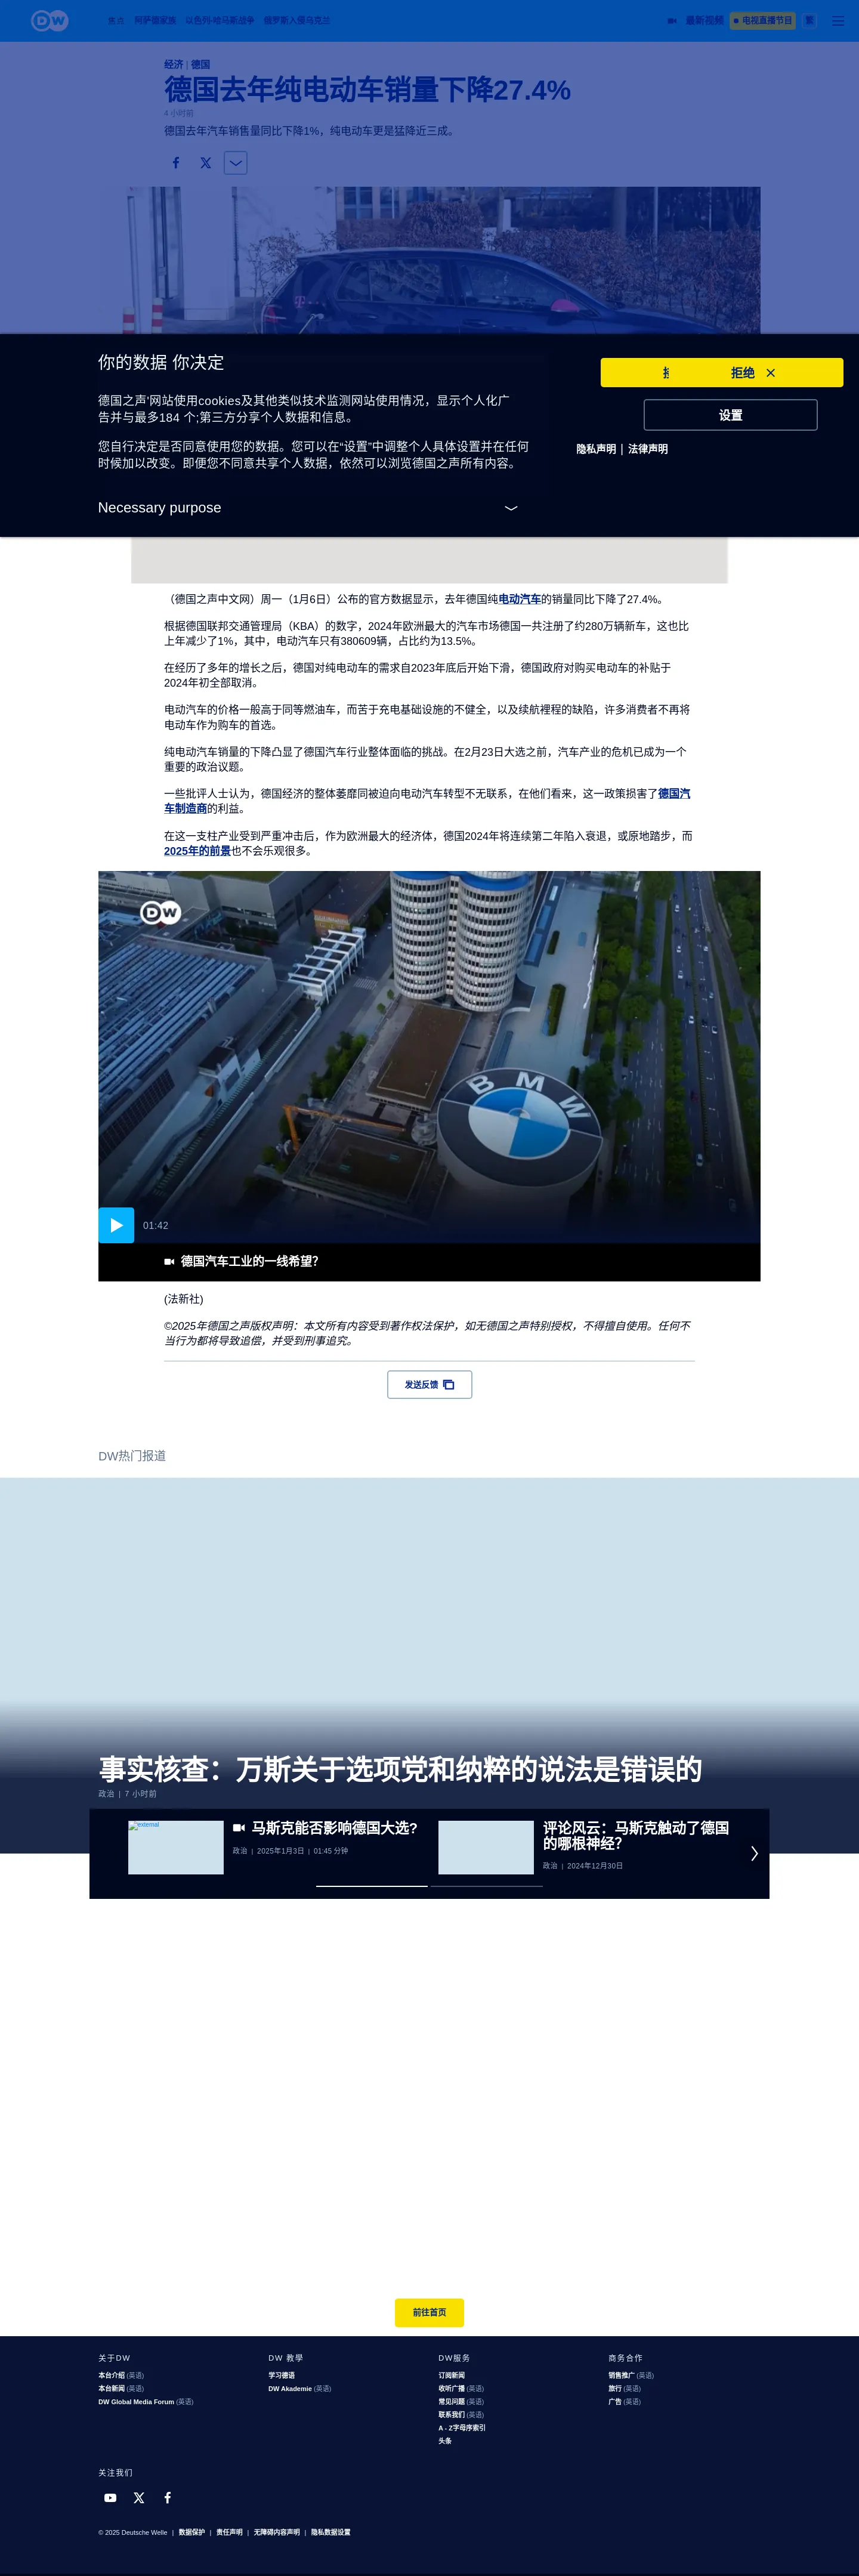 DW
焦点 阿萨德家族 以色列-哈马斯战争 俄罗斯入侵乌克兰
最新视频 电视直播节目 繁
经济 | 德国
德国去年纯电动车销量下降27.4%
4 小时前
德国去年汽车销售量同比下降1%，纯电动车更是猛降近三成。
你的数据 你决定
德国之声'网站使用cookies及其他类似技术监测网站使用情况，显示个人化广
告并与最多184 个;第三方分享个人数据和信息。
您自行决定是否同意使用您的数据。您可以在“设置”中调整个人具体设置并在任何
时候加以改变。即便您不同意共享个人数据，依然可以浏览德国之声所有内容。
Necessary purpose
拒绝
设置
隐私声明 | 法律声明
（德国之声中文网）周一（1月6日）公布的官方数据显示，去年德国纯电动汽车的销量同比下降了27.4%。
根据德国联邦交通管理局（KBA）的数字，2024年欧洲最大的汽车市场德国一共注册了约280万辆新车，这也比
上年减少了1%，其中，电动汽车只有380609辆，占比约为13.5%。
在经历了多年的增长之后，德国对纯电动车的需求自2023年底后开始下滑，德国政府对购买电动车的补贴于
2024年初全部取消。
电动汽车的价格一般高于同等燃油车，而苦于充电基础设施的不健全，以及续航裡程的缺陷，许多消费者不再将
电动车作为购车的首选。
纯电动汽车销量的下降凸显了德国汽车行业整体面临的挑战。在2月23日大选之前，汽车产业的危机已成为一个
重要的政治议题。
一些批评人士认为，德国经济的整体萎靡同被迫向电动汽车转型不无联系，在他们看来，这一政策损害了德国汽
车制造商的利益。
在这一支柱产业受到严重冲击后，作为欧洲最大的经济体，德国2024年将连续第二年陷入衰退，或原地踏步，而
2025年的前景也不会乐观很多。
DW
BMW
01:42
德国汽车工业的一线希望？
(法新社)
©2025年德国之声版权声明：本文所有内容受到著作权法保护，如无德国之声特别授权，不得擅自使用。任何不
当行为都将导致追偿，并受到刑事追究。
发送反馈
DW热门报道
事实核查：万斯关于选项党和纳粹的说法是错误的
政治 | 7 小时前
external
马斯克能否影响德国大选?
政治 | 2025年1月3日 | 01:45 分钟
评论风云：马斯克触动了德国
的哪根神经？
政治 | 2024年12月30日
前往首页
关于DW
本台介绍 (英语)
本台新闻 (英语)
DW Global Media Forum (英语)
DW 教學
学习德语
DW Akademie (英语)
DW服务
订阅新闻
收听广播 (英语)
常见问题 (英语)
联系我们 (英语)
A - Z字母序索引
头条
商务合作
销售推广 (英语)
旅行 (英语)
广告 (英语)
关注我们
© 2025 Deutsche Welle | 数据保护 | 责任声明 | 无障碍内容声明 | 隐私数据设置